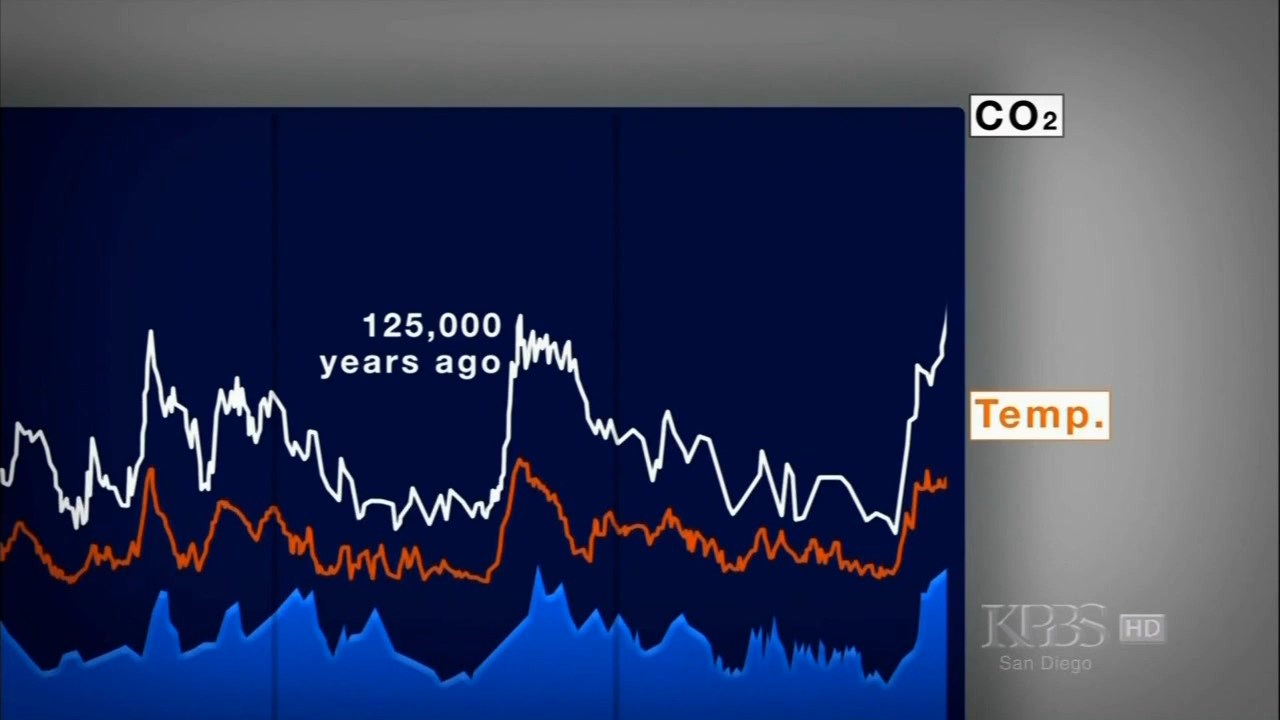 CO₂
125,000
years ago
Temp.
KPBS HD
San Diego